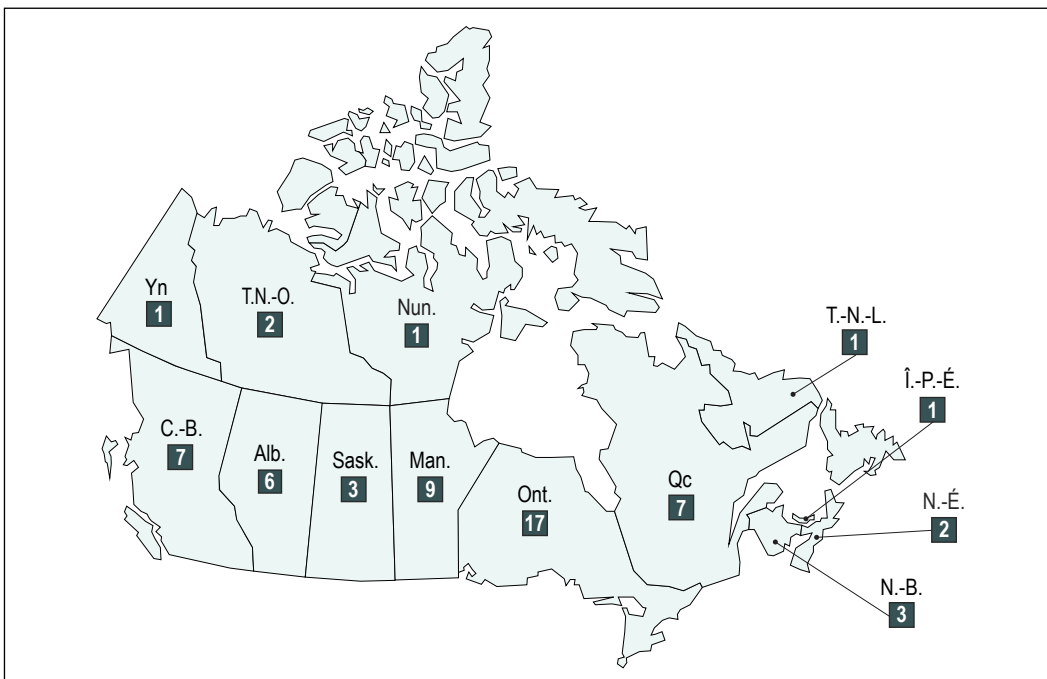 Yn
1
T.N.-O.
2
Nun.
1
T.-N.-L.
1
Î.-P.-É.
1
C.-B.
7
Alb.
6
Sask.
3
Man.
9
Ont.
17
Qc
7
N.-É.
2
N.-B.
3